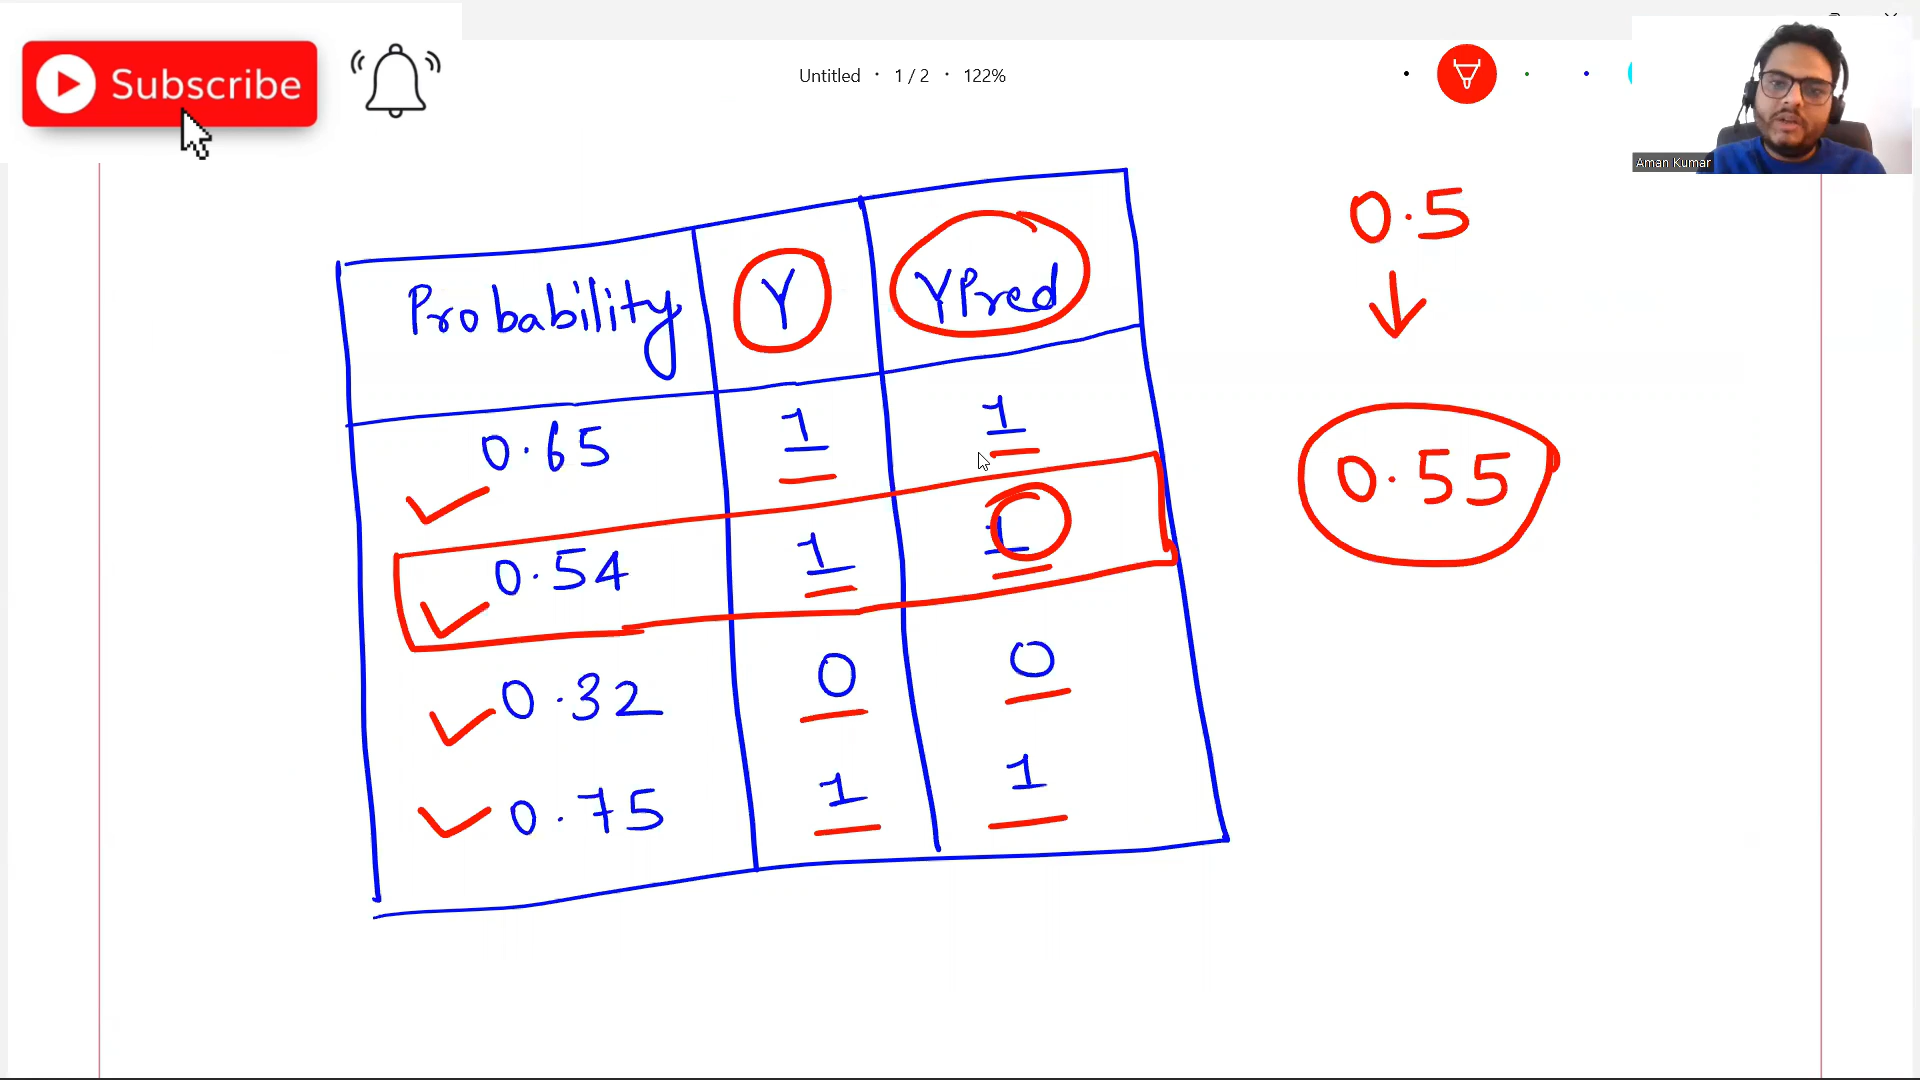 Subscribe
Untitled · 1 / 2 · 122%
Aman Kumar
Probability Y YPred
0.65 1 1
0.54 1 1
0.32 0 0
0.75 1 1
0.5
0.55